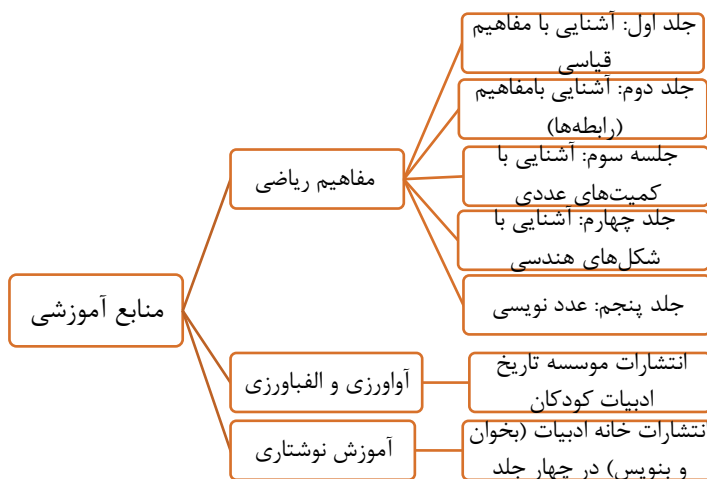 منابع آموزشی
مفاهیم ریاضی
جلد اول: آشنایی با مفاهیم
قیاسی
جلد دوم: آشنایی بامفاهیم
(رابطه‌ها)
جلسه سوم: آشنایی با
کمیت‌های عددی
جلد چهارم: آشنایی با
شکل‌های هندسی
جلد پنجم: عدد نویسی
آواورزی و الفباورزی
انتشارات موسسه تاریخ
ادبیات کودکان
آموزش نوشتاری
نتشارات خانه ادبیات (بخوان
و بنویس) در چهار جلد